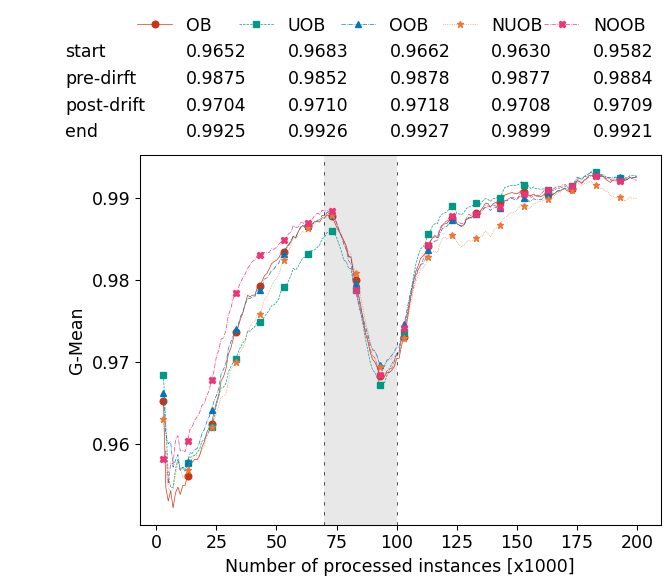 OB UOB OOB NUOB NOOB
start 0.9652 0.9683 0.9662 0.9630 0.9582
pre-dirft 0.9875 0.9852 0.9878 0.9877 0.9884
post-drift 0.9704 0.9710 0.9718 0.9708 0.9709
end 0.9925 0.9926 0.9927 0.9899 0.9921
0.99
0.98
0.97
0.96
G-Mean
0 25 50 75 100 125 150 175 200
Number of processed instances [x1000]